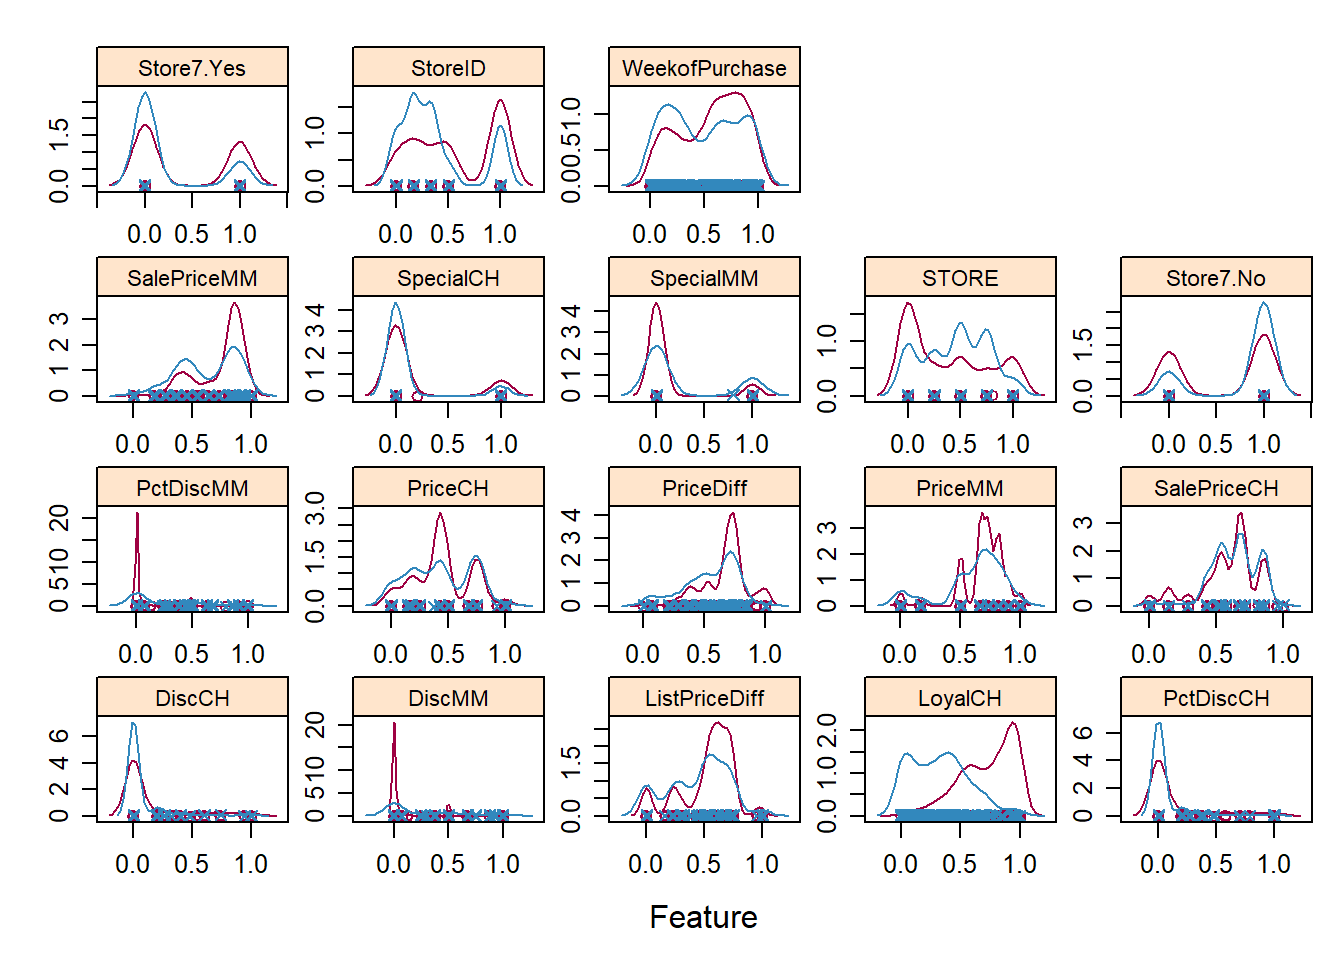 Store7.Yes StoreID WeekofPurchase
0.0 1.5 0.0 1.0 0.00.51.0
0.0 0.5 1.0 0.0 0.5 1.0 0.0 0.5 1.0
SalePriceMM SpecialCH SpecialMM STORE Store7.No
0 1 2 3 0 1 2 3 4 0 1 2 3 4 0.0 1.0 0.0 1.5
0.0 0.5 1.0 0.0 0.5 1.0 0.0 0.5 1.0 0.0 0.5 1.0 0.0 0.5 1.0
PctDiscMM PriceCH PriceDiff PriceMM SalePriceCH
0 510 20 0.0 1.5 3.0 0 1 2 3 4 0 1 2 3 0 1 2 3
0.0 0.5 1.0 0.0 0.5 1.0 0.0 0.5 1.0 0.0 0.5 1.0 0.0 0.5 1.0
DiscCH DiscMM ListPriceDiff LoyalCH PctDiscCH
0 2 4 6 0 510 20 0.0 1.5 0.0 1.0 2.0 0 2 4 6
0.0 0.5 1.0 0.0 0.5 1.0 0.0 0.5 1.0 0.0 0.5 1.0 0.0 0.5 1.0
Feature